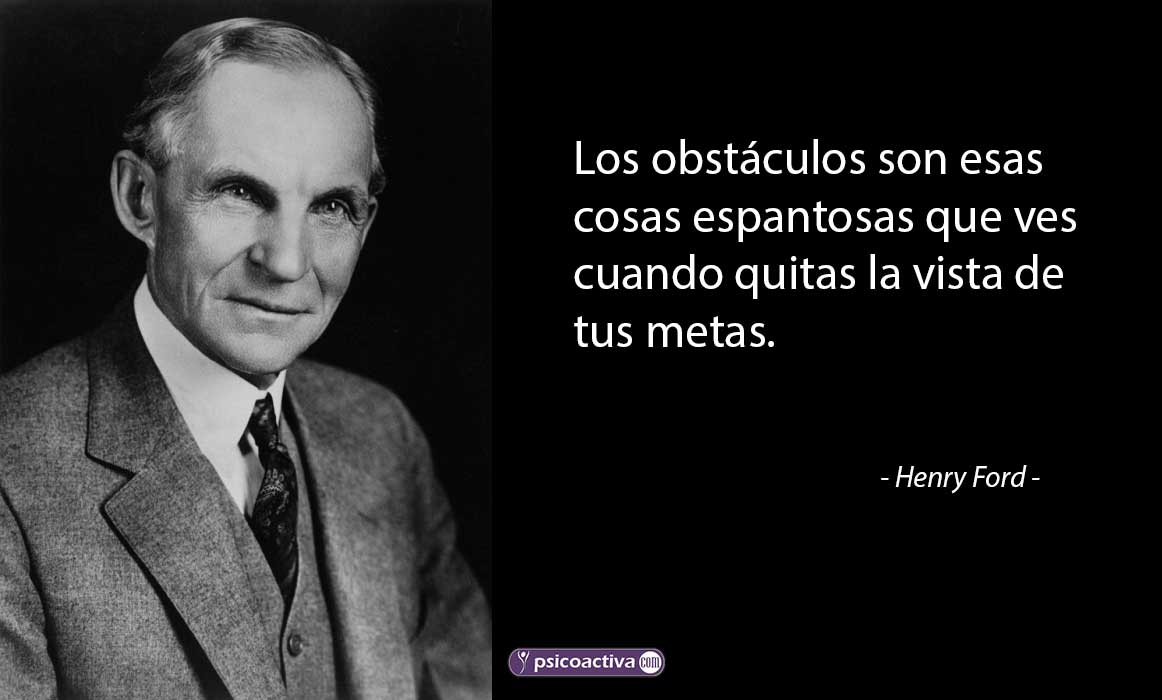 Los obstáculos son esas
cosas espantosas que ves
cuando quitas la vista de
tus metas.
- Henry Ford -
psicoactiva com